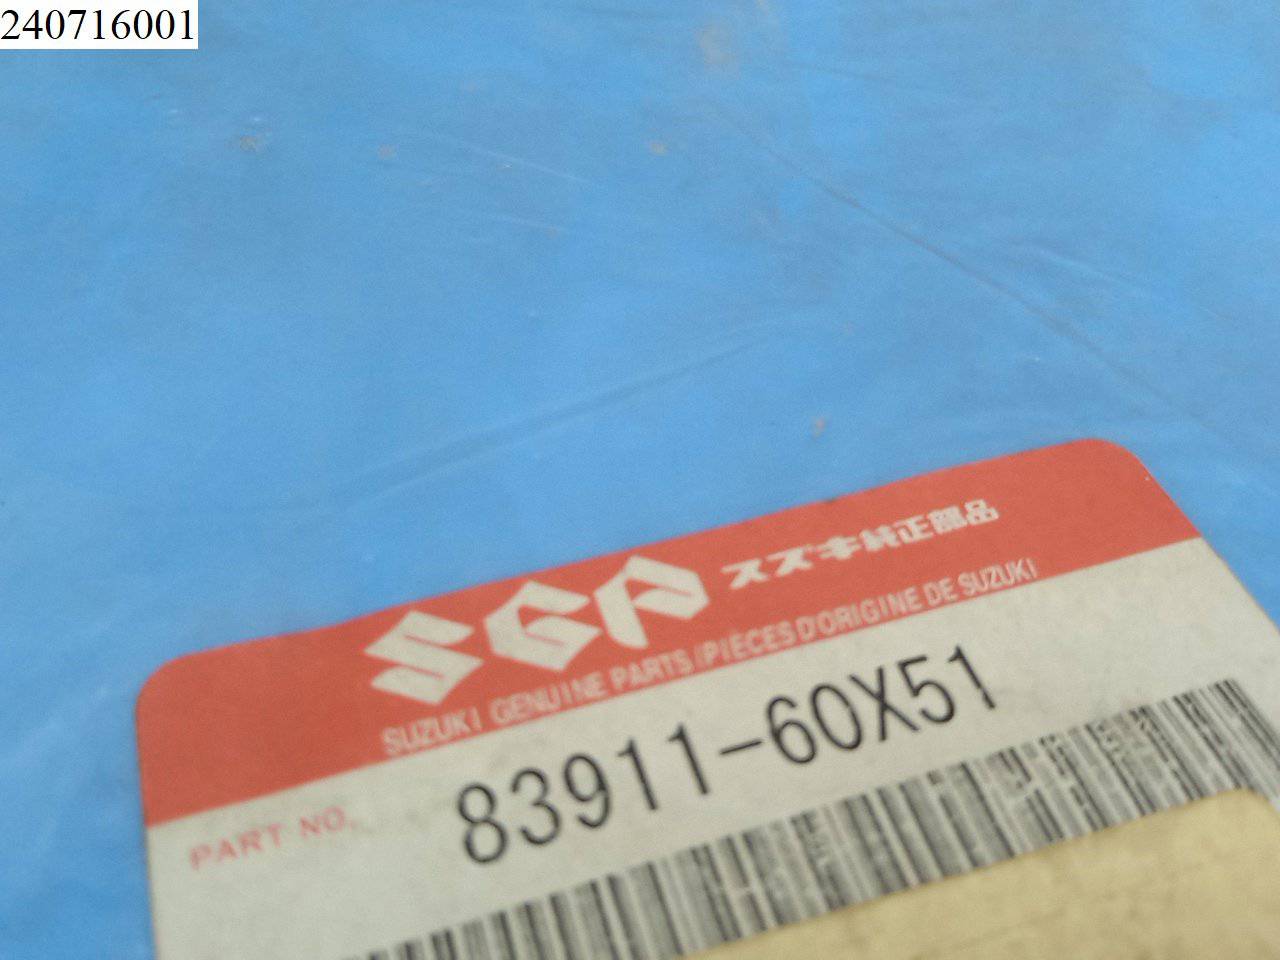 240716001
SGP スズキ純正部品
SUZUKI GENUINE PARTS/PIECES D'ORIGINE DE SUZUKI
PART NO.
83911-60X51